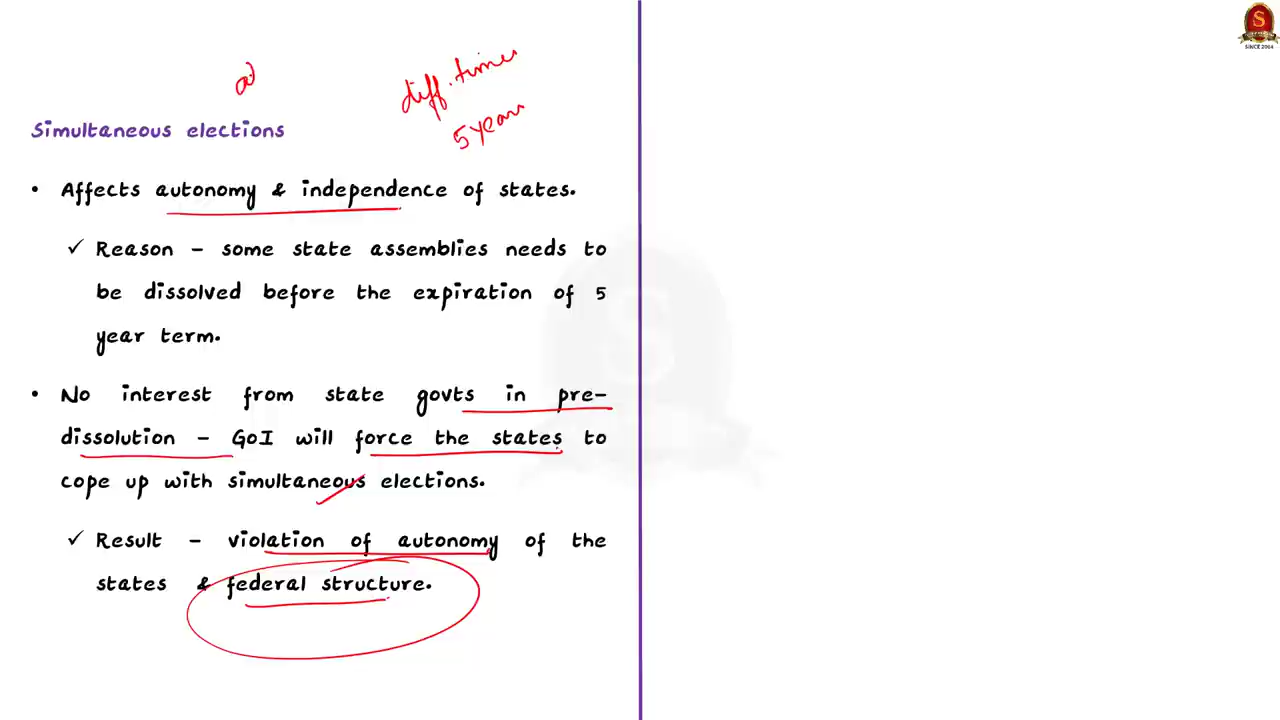 a)
diff. times
5 years
Simultaneous elections
• Affects autonomy & independence of states.
✓ Reason – some state assemblies needs to
be dissolved before the expiration of 5
year term.
• No interest from state govts in pre-
dissolution – GoI will force the states to
cope up with simultaneous elections.
✓ Result – violation of autonomy of the
states & federal structure.
S
SINCE 2004